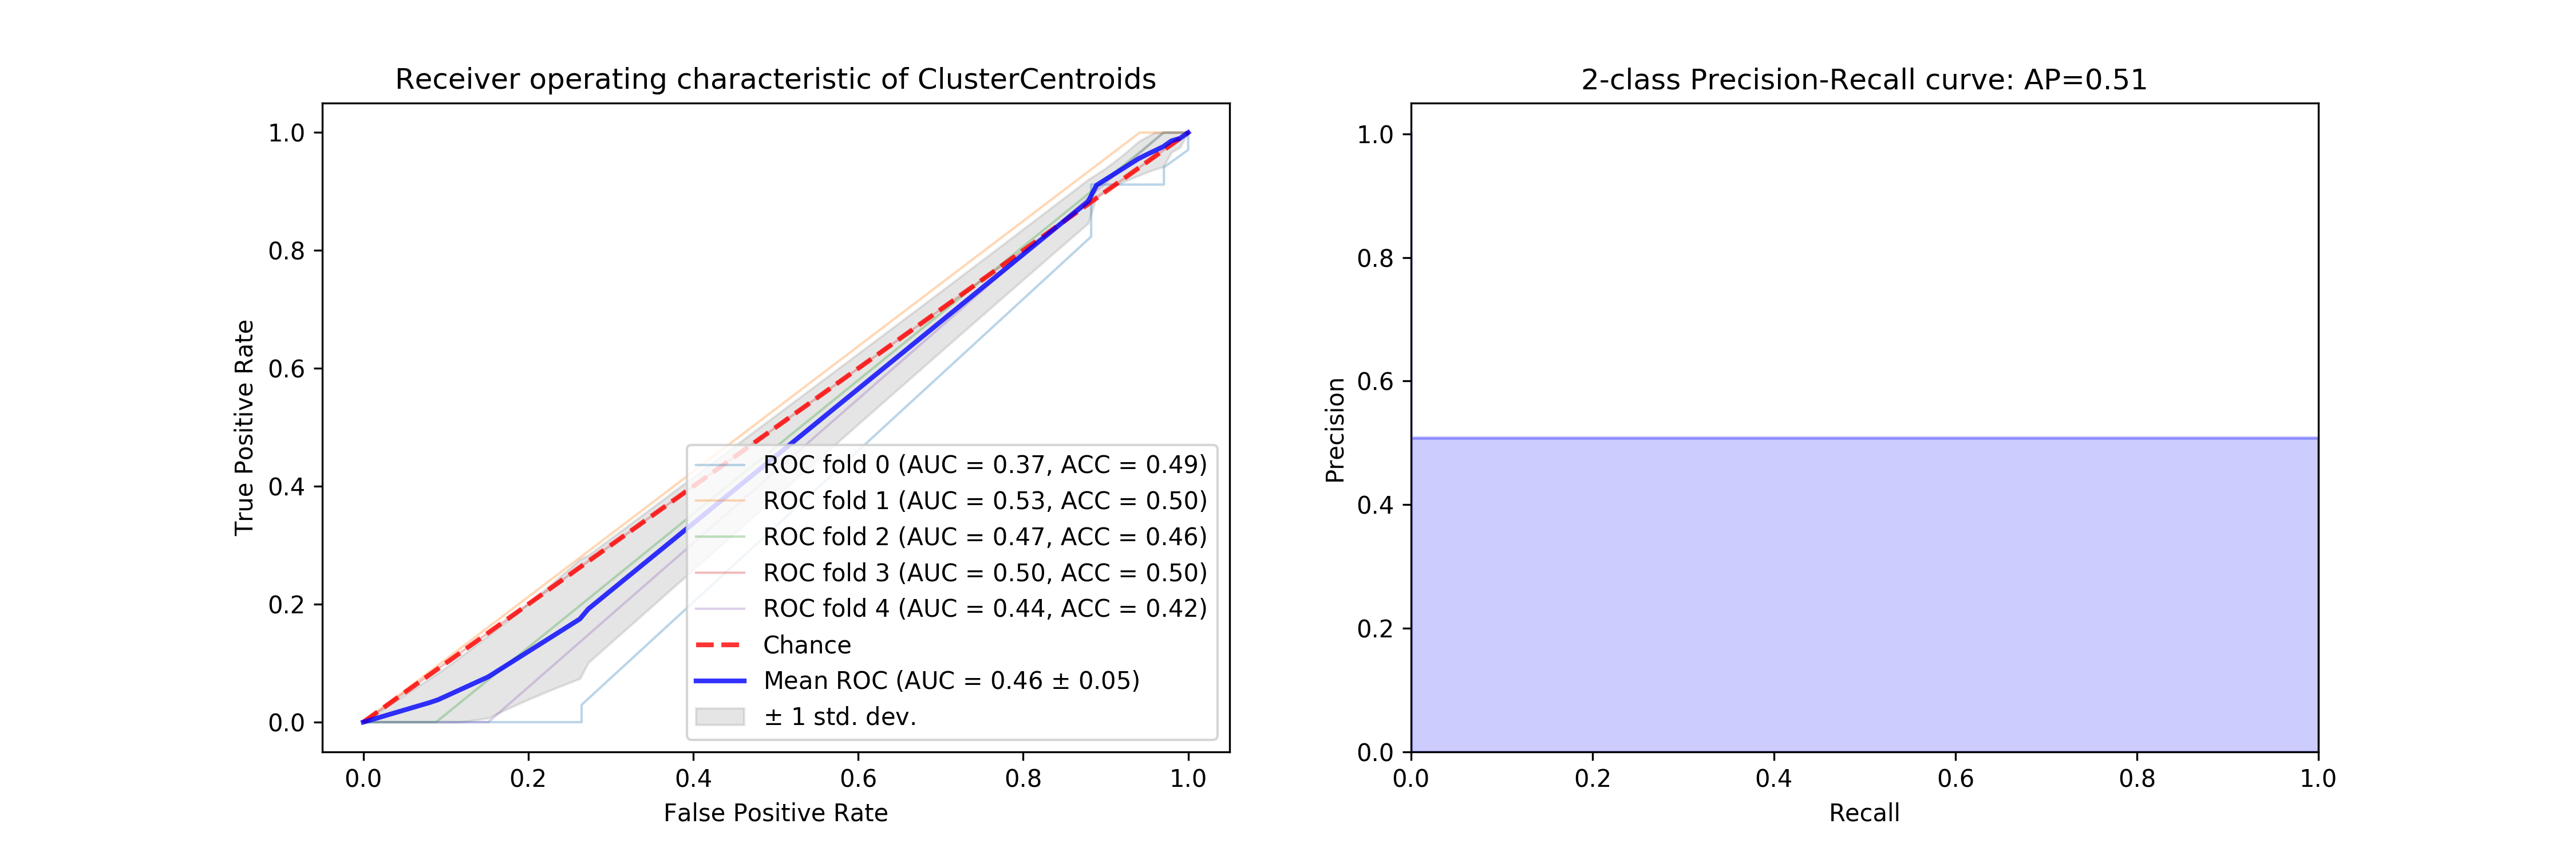 Receiver operating characteristic of ClusterCentroids
True Positive Rate
1.0
0.8
0.6
0.4
0.2
0.0
ROC fold 0 (AUC = 0.37, ACC = 0.49)
ROC fold 1 (AUC = 0.53, ACC = 0.50)
ROC fold 2 (AUC = 0.47, ACC = 0.46)
ROC fold 3 (AUC = 0.50, ACC = 0.50)
ROC fold 4 (AUC = 0.44, ACC = 0.42)
Chance
Mean ROC (AUC = 0.46 ± 0.05)
± 1 std. dev.
0.0 0.2 0.4 0.6 0.8 1.0
False Positive Rate
2-class Precision-Recall curve: AP=0.51
Precision
1.0
0.8
0.6
0.4
0.2
0.0
0.0 0.2 0.4 0.6 0.8 1.0
Recall